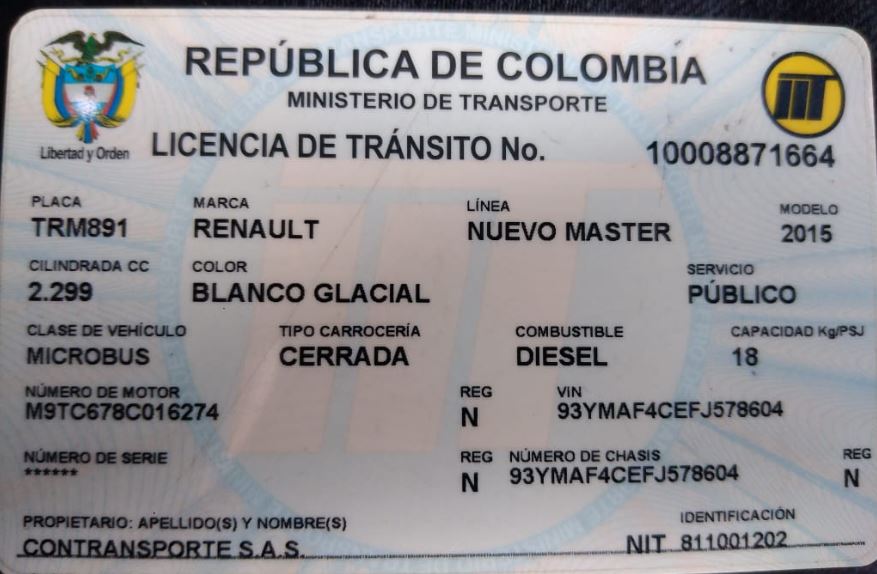 REPÚBLICA DE COLOMBIA
MINISTERIO DE TRANSPORTE
Libertad y Orden
LICENCIA DE TRÁNSITO No. 10008871664
PLACA MARCA LÍNEA MODELO
TRM891 RENAULT NUEVO MASTER 2015
CILINDRADA CC COLOR SERVICIO
2.299 BLANCO GLACIAL PÚBLICO
CLASE DE VEHÍCULO TIPO CARROCERÍA COMBUSTIBLE CAPACIDAD Kg/PSJ
MICROBUS CERRADA DIESEL 18
NÚMERO DE MOTOR REG VIN
M9TC678C016274 N 93YMAF4CEFJ578604
NÚMERO DE SERIE REG NÚMERO DE CHASIS REG
****** N 93YMAF4CEFJ578604 N
PROPIETARIO: APELLIDO(S) Y NOMBRE(S) IDENTIFICACIÓN
CONTRANSPORTE S.A.S. NIT 811001202